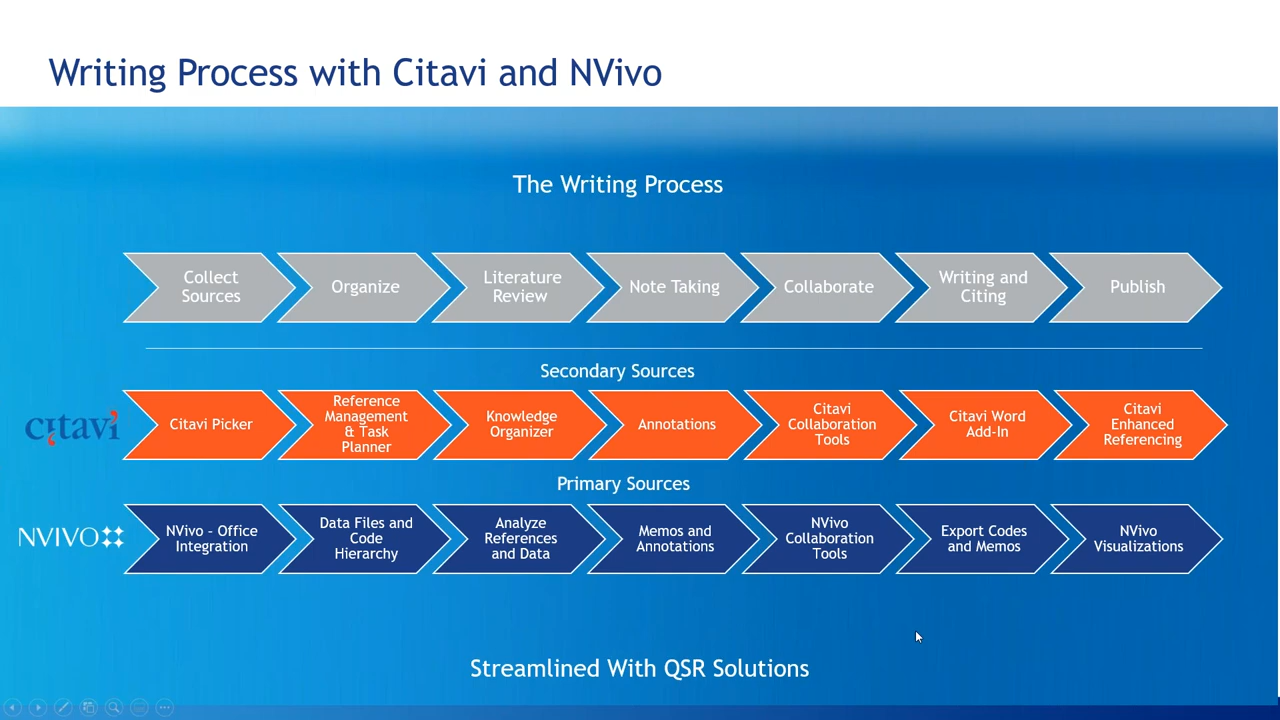 Writing Process with Citavi and NVivo
The Writing Process
Collect
Sources
Organize
Literature
Review
Note Taking
Collaborate
Writing and
Citing
Publish
Secondary Sources
citavi
Citavi Picker
Reference
Management
& Task
Planner
Knowledge
Organizer
Annotations
Citavi
Collaboration
Tools
Citavi Word
Add-In
Citavi
Enhanced
Referencing
Primary Sources
NVIVO
NVivo – Office
Integration
Data Files and
Code
Hierarchy
Analyze
References
and Data
Memos and
Annotations
NVivo
Collaboration
Tools
Export Codes
and Memos
NVivo
Visualizations
Streamlined With QSR Solutions